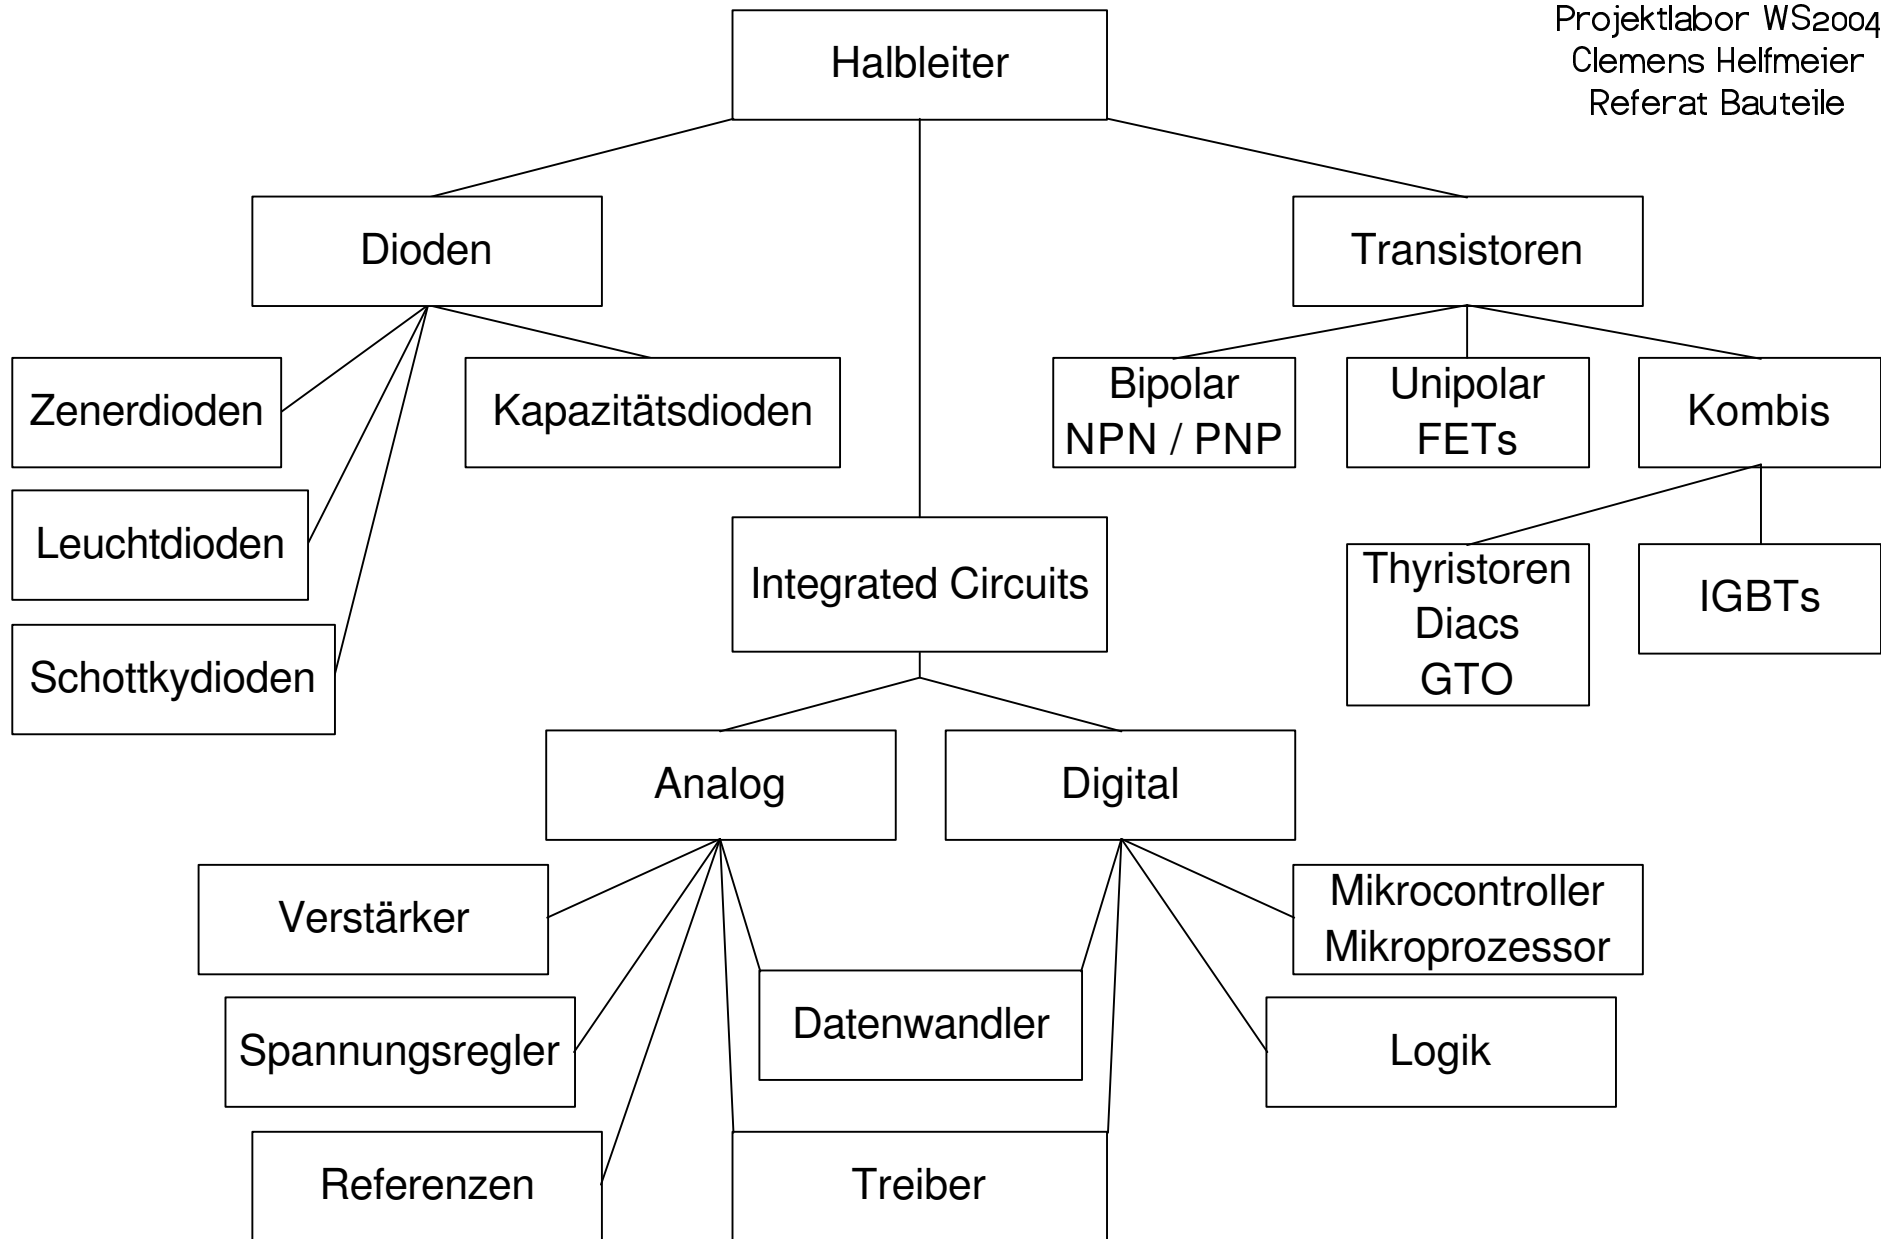 Projektlabor WS2004
Clemens Helfmeier
Referat Bauteile
Halbleiter
Dioden
Transistoren
Zenerdioden
Kapazitätsdioden
Bipolar
NPN / PNP
Unipolar
FETs
Kombis
Leuchtdioden
Integrated Circuits
Thyristoren
Diacs
GTO
IGBTs
Schottkydioden
Analog
Digital
Verstärker
Mikrocontroller
Mikroprozessor
Spannungsregler
Datenwandler
Logik
Referenzen
Treiber